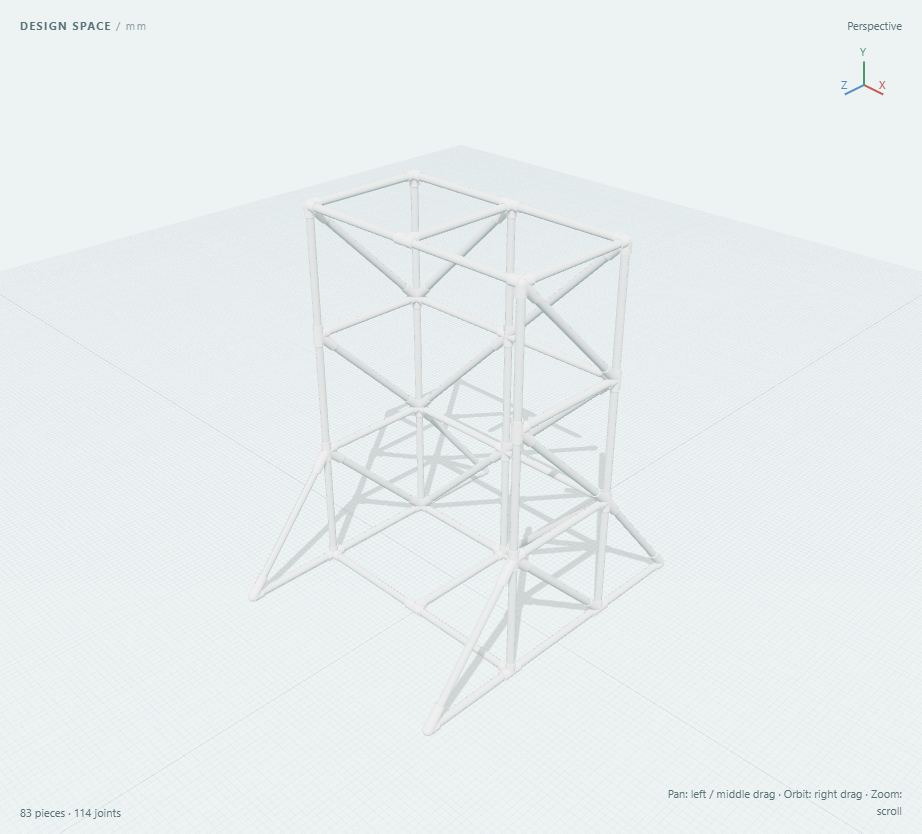 DESIGN SPACE / mm
Perspective
Y
Z
X
83 pieces · 114 joints
Pan: left / middle drag · Orbit: right drag · Zoom:
scroll